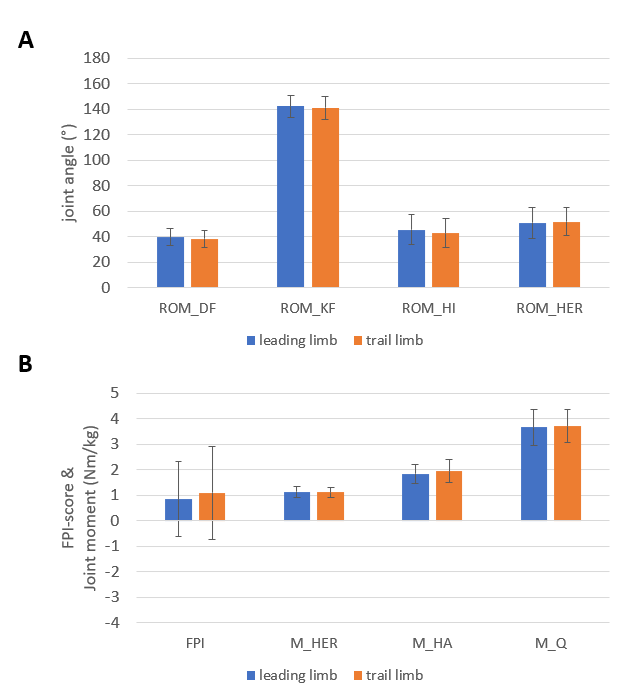 A
180
160
140
120
100
80
60
40
20
0
joint angle (°)
ROM_DF ROM_KF ROM_HI ROM_HER
leading limb trail limb
B
5
4
3
2
1
0
-1
-2
-3
-4
FPI-score &
Joint moment (Nm/kg)
FPI M_HER M_HA M_Q
leading limb trail limb